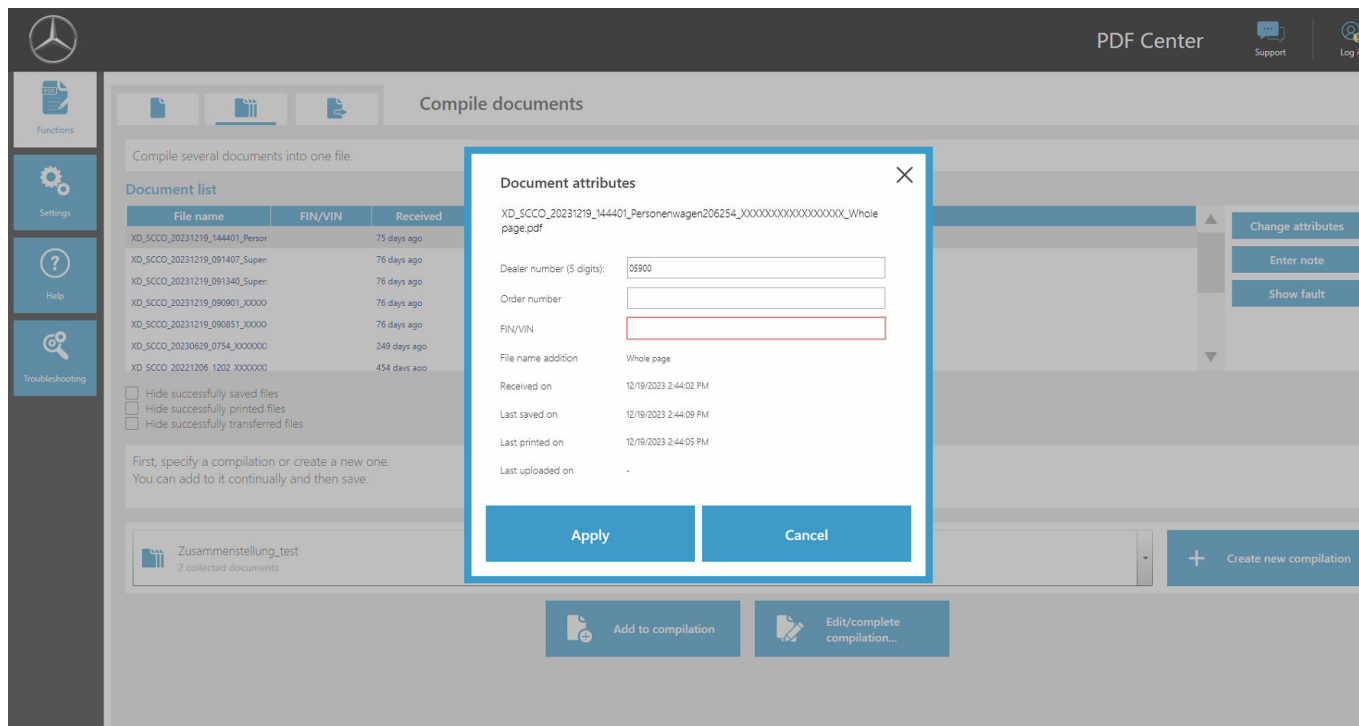 PDF Center
Support
Log
Functions
Compile documents
Compile several documents into one file.
Settings
Document list
File name FIN/VIN Received
XD_SCCO_20231219_144401_Persor 75 days ago
XD_SCCO_20231219_091407_Super: 76 days ago
XD_SCCO_20231219_091340_Super: 76 days ago
XD_SCCO_20231219_090901_XXXXX 76 days ago
XD_SCCO_20231219_090851_XXXXX 76 days ago
XD_SCCO_20230629_0754_XXXXXXX 249 days ago
XD_SCCO_20221206_1202_XXXXXXX 454 days ago
Change attributes
Enter note
Show fault
Help
Troubleshooting
Hide successfully saved files
Hide successfully printed files
Hide successfully transferred files
First, specify a compilation or create a new one.
You can add to it continually and then save.
Document attributes
XD_SCCO_20231219_144401_Personenwagen206254_XXXXXXXXXXXXXXXXX_Whole
page.pdf
Dealer number (5 digits): 05900
Order number
FIN/VIN
File name addition Whole page
Received on 12/19/2023 2:44:02 PM
Last saved on 12/19/2023 2:44:09 PM
Last printed on 12/19/2023 2:44:05 PM
Last uploaded on -
Apply
Cancel
Zusammenstellung_test
2 collected documents
Create new compilation
Add to compilation
Edit/complete
compilation...